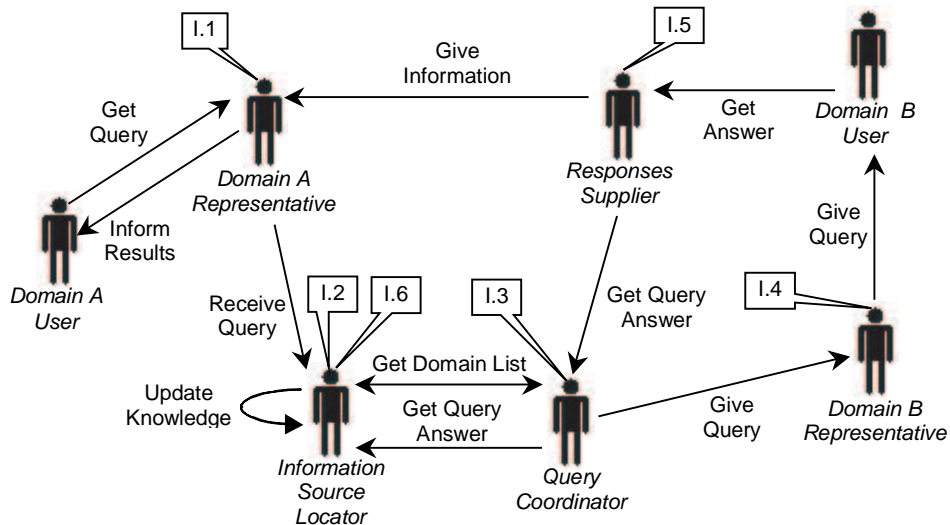 I.1
I.5
Give
Information
Get
Query
Get
Answer
Domain B
User
Domain A
Representative
Responses
Supplier
Inform
Results
Give
Query
Domain A
User
I.2
I.6
I.3
I.4
Receive
Query
Get Query
Answer
Get Domain List
Update
Knowledge
Get Query
Answer
Give
Query
Domain B
Representative
Information
Source
Locator
Query
Coordinator